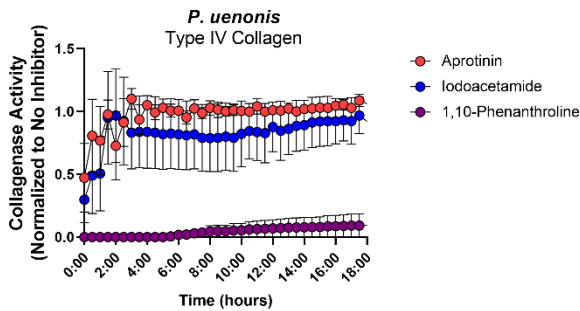 P. uenonis
Type IV Collagen
Collagenase Activity
(Normalized to No Inhibitor)
1.5
1.0
0.5
0.0
0:00
2:00
4:00
6:00
8:00
10:00
12:00
14:00
16:00
18:00
Time (hours)
Aprotinin
Iodoacetamide
1,10-Phenanthroline